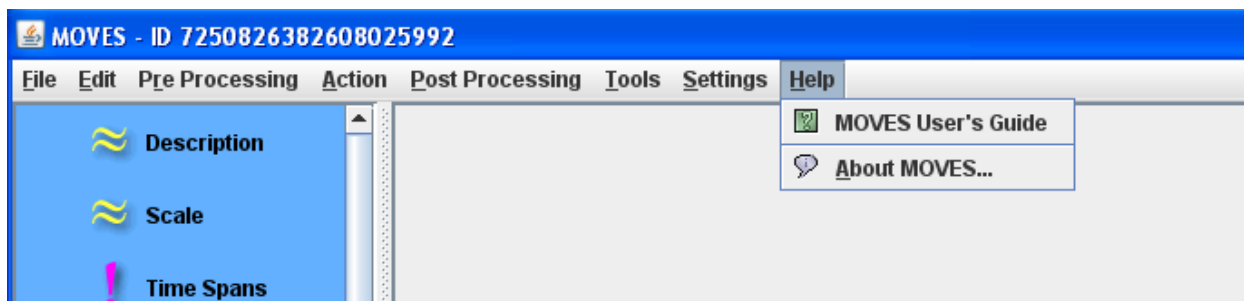 MOVES - ID 7250826382608025992
File Edit Pre Processing Action Post Processing Tools Settings Help
MOVES User's Guide
About MOVES...
Description
Scale
Time Spans